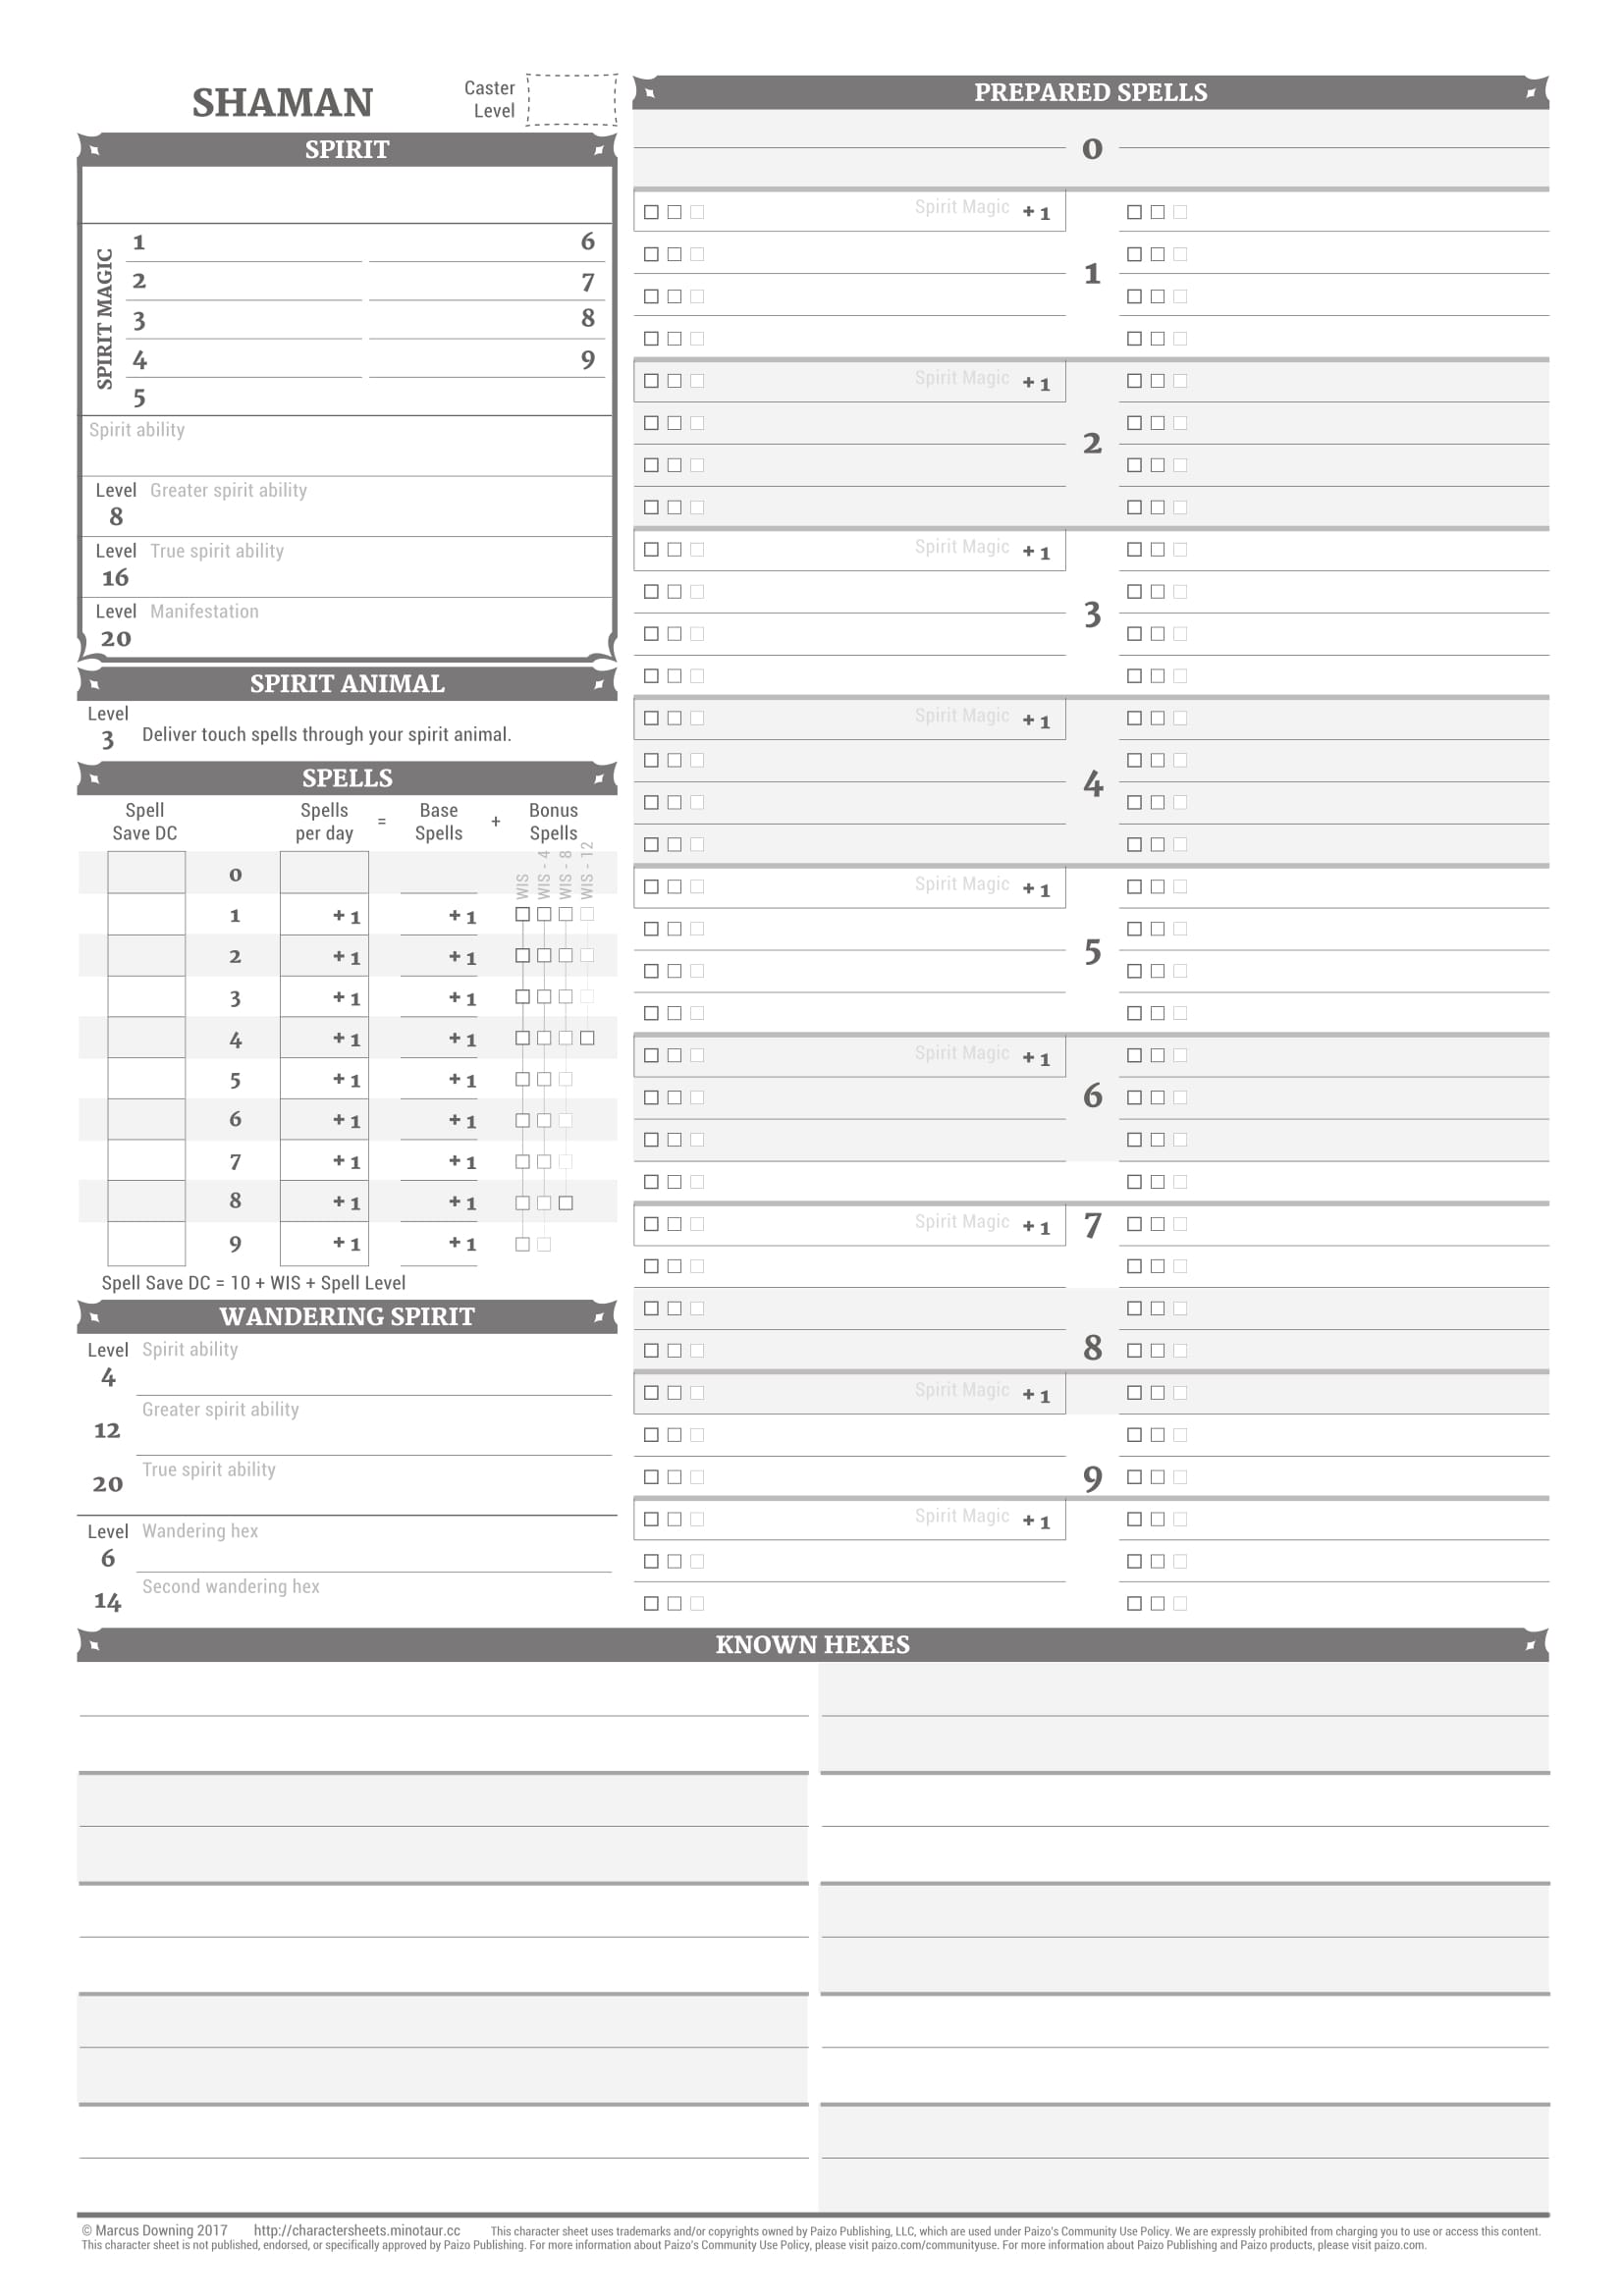 SHAMAN
Caster
Level
SPIRIT
SPIRIT MAGIC
1 6
2 7
3 8
4 9
5
Spirit ability
Level Greater spirit ability
8
Level True spirit ability
16
Level Manifestation
20
SPIRIT ANIMAL
Level
3 Deliver touch spells through your spirit animal.
SPELLS
Spell Spells Base Bonus
Save DC per day = Spells + Spells
WIS WIS - 4 WIS - 8 WIS - 12
0
1 +1 +1
2 +1 +1
3 +1 +1
4 +1 +1
5 +1 +1
6 +1 +1
7 +1 +1
8 +1 +1
9 +1 +1
Spell Save DC = 10 + WIS + Spell Level
WANDERING SPIRIT
Level Spirit ability
4
Greater spirit ability
12
True spirit ability
20
Level Wandering hex
6
Second wandering hex
14
PREPARED SPELLS
0
Spirit Magic +1
1
Spirit Magic +1
2
Spirit Magic +1
3
Spirit Magic +1
4
Spirit Magic +1
5
Spirit Magic +1
6
Spirit Magic +1 7
8
Spirit Magic +1
9
Spirit Magic +1
KNOWN HEXES
© Marcus Downing 2017 http://charactersheets.minotaur.cc This character sheet uses trademarks and/or copyrights owned by Paizo Publishing, LLC, which are used under Paizo's Community Use Policy. We are expressly prohibited from charging you to use or access this content.
This character sheet is not published, endorsed, or specifically approved by Paizo Publishing. For more information about Paizo's Community Use Policy, please visit paizo.com/communityuse. For more information about Paizo Publishing and Paizo products, please visit paizo.com.